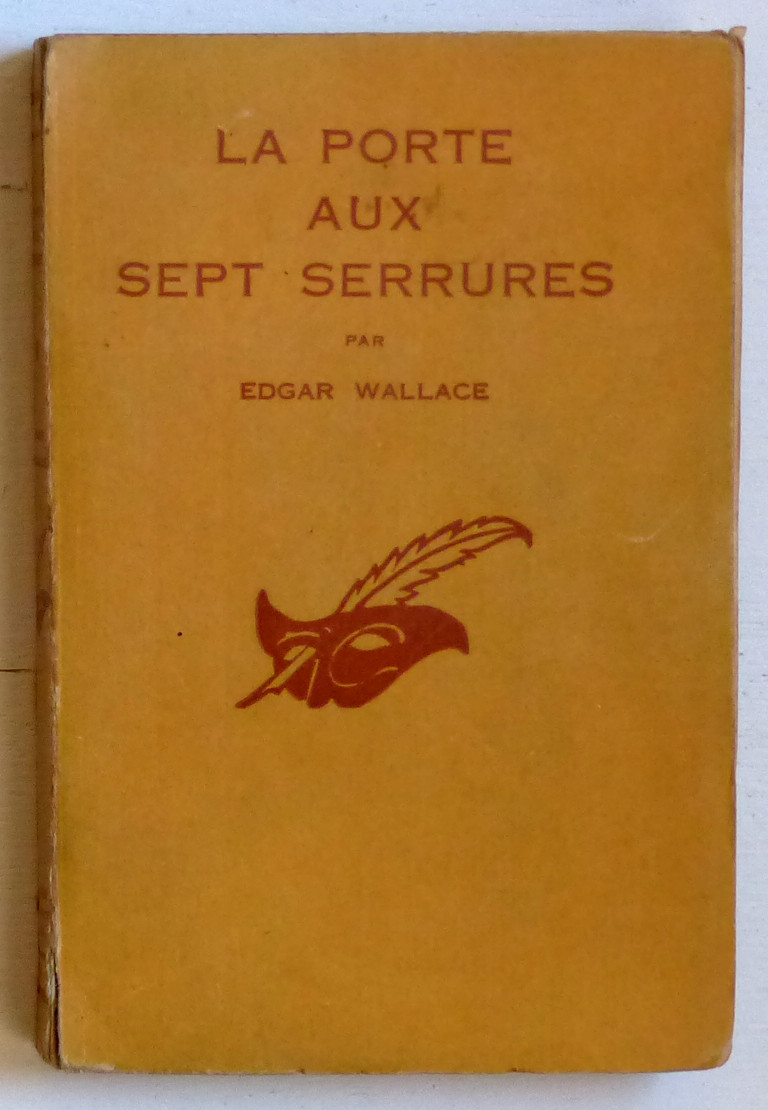 LA PORTE
AUX
SEPT SERRURES
PAR
EDGAR WALLACE